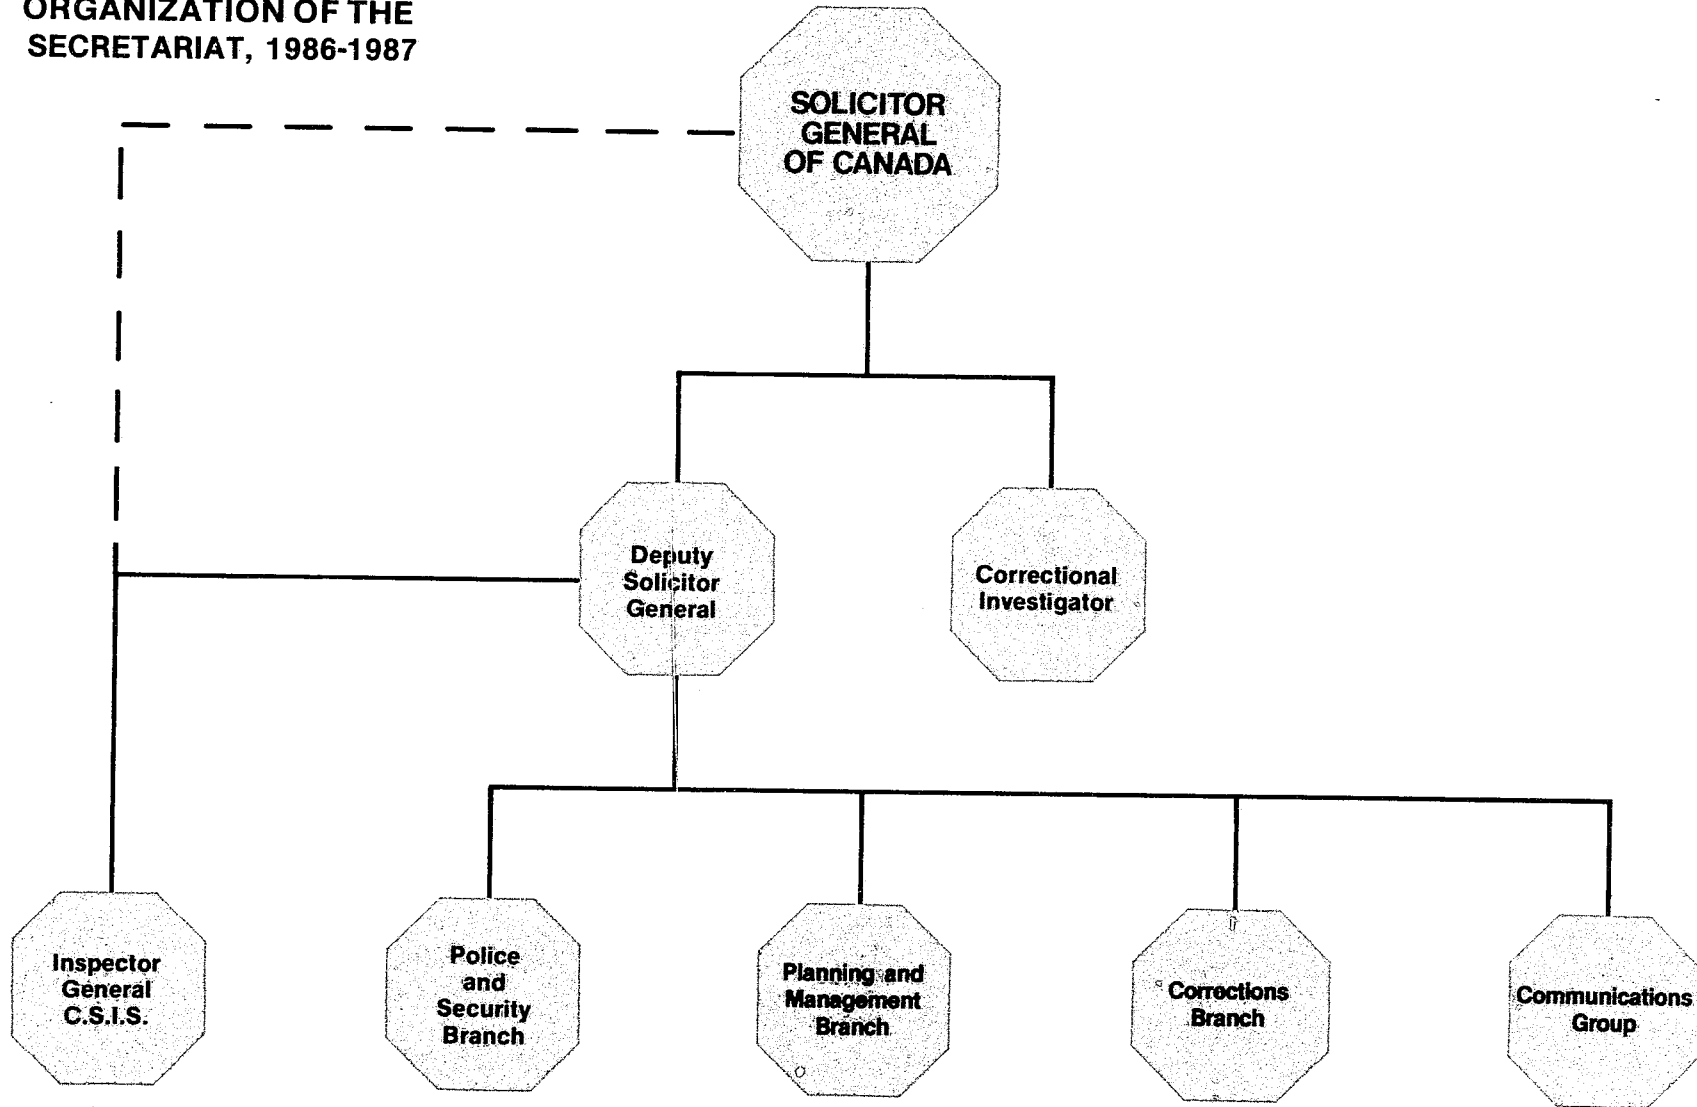 ORGANIZATION OF THE
SECRETARIAT, 1986-1987
SOLICITOR
GENERAL
OF CANADA
Deputy
Solicitor
General
Correctional
Investigator
Inspector
General
C.S.I.S.
Police
and
Security
Branch
Planning and
Management
Branch
Corrections
Branch
Communications
Group